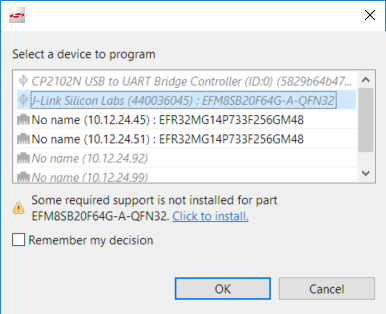 Select a device to program
CP2102N USB to UART Bridge Controller (ID:0) (5829b64b47...
J-Link Silicon Labs (440036045) : EFM8SB20F64G-A-QFN32
No name (10.12.24.45) : EFR32MG14P733F256GM48
No name (10.12.24.51) : EFR32MG14P733F256GM48
No name (10.12.24.92)
No name (10.12.24.99)
Some required support is not installed for part
EFM8SB20F64G-A-QFN32. Click to install.
Remember my decision
OK
Cancel